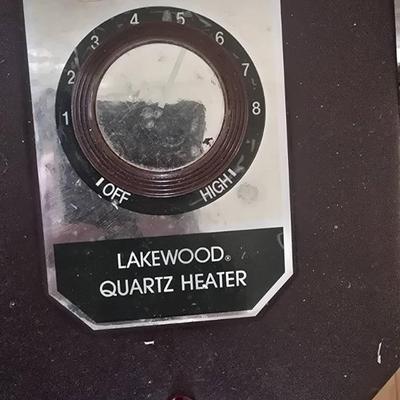 1 2 3 4 5 6 7 8
OFF HIGH
LAKEWOOD®
QUARTZ HEATER